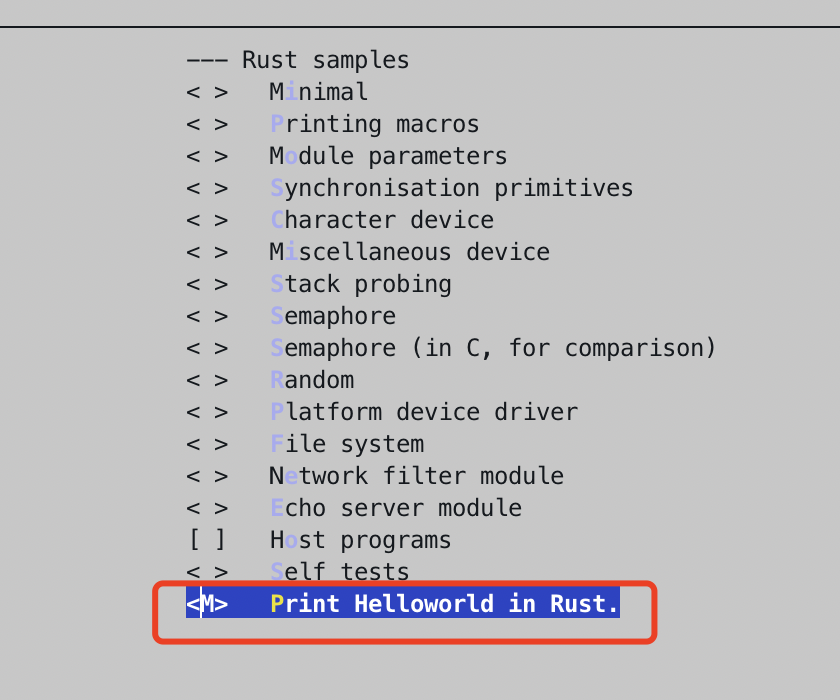 --- Rust samples
< >   Minimal
< >   Printing macros
< >   Module parameters
< >   Synchronisation primitives
< >   Character device
< >   Miscellaneous device
< >   Stack probing
< >   Semaphore
< >   Semaphore (in C, for comparison)
< >   Random
< >   Platform device driver
< >   File system
< >   Network filter module
< >   Echo server module
[ ]   Host programs
< >   Self tests
<M>   Print Helloworld in Rust.